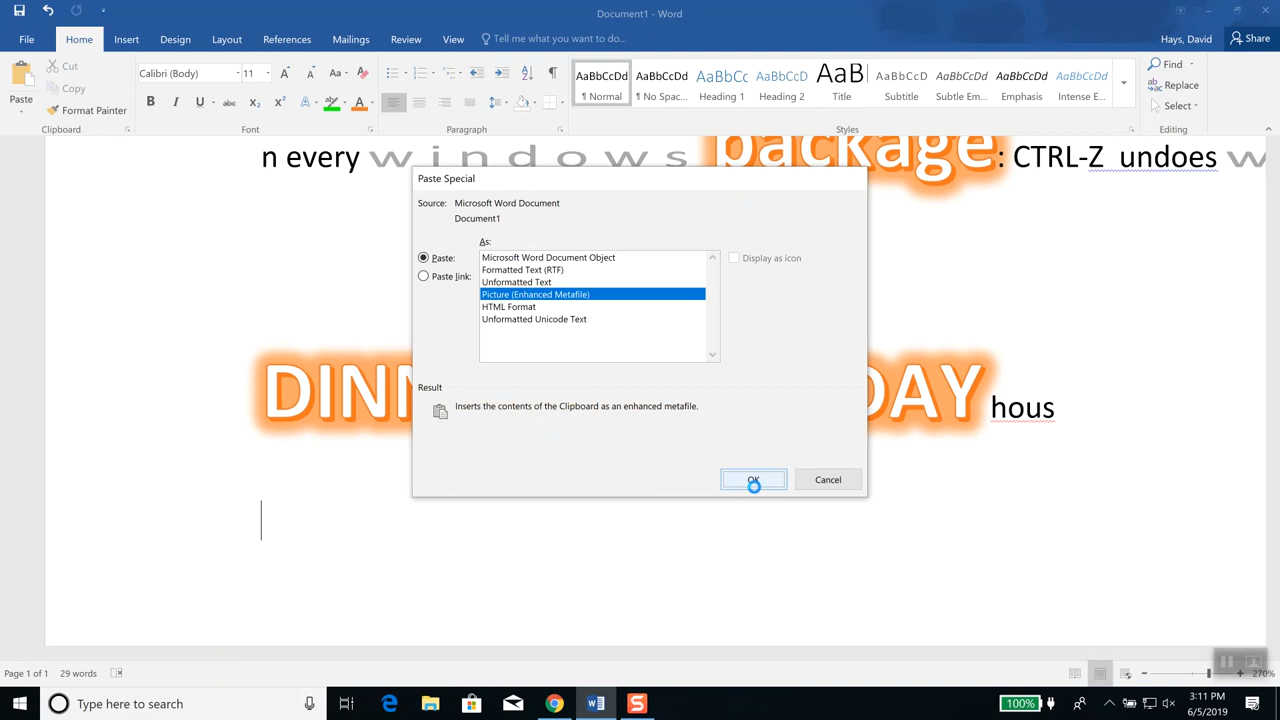 Document1 - Word
File Home Insert Design Layout References Mailings Review View Tell me what you want to do... Hays, David Share
Cut
Copy
Format Painter
Paste
Clipboard
Calibri (Body) 11
Aa
B I U abc X₂ X² A A
Font
Paragraph
AaBbCcDd AaBbCcDd AaBbCc AaBbCcD AaB AaBbCcD AaBbCcDd AaBbCcDd AaBbCcDd
¶ Normal ¶ No Spac... Heading 1 Heading 2 Title Subtitle Subtle Em... Emphasis Intense E...
Styles
Find
Replace
Select
Editing
n every windows package: CTRL-Z undoes w
Paste Special
Source: Microsoft Word Document
Document1
As:
Paste:
Paste link:
Microsoft Word Document Object
Formatted Text (RTF)
Unformatted Text
Picture (Enhanced Metafile)
HTML Format
Unformatted Unicode Text
Display as icon
Result
Inserts the contents of the Clipboard as an enhanced metafile.
OK Cancel
DAY hous
Page 1 of 1 29 words 270%
Type here to search
100%
3:11 PM
6/5/2019